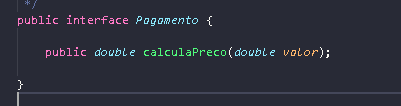 */
public interface Pagamento {
public double calculaPreco(double valor);
}